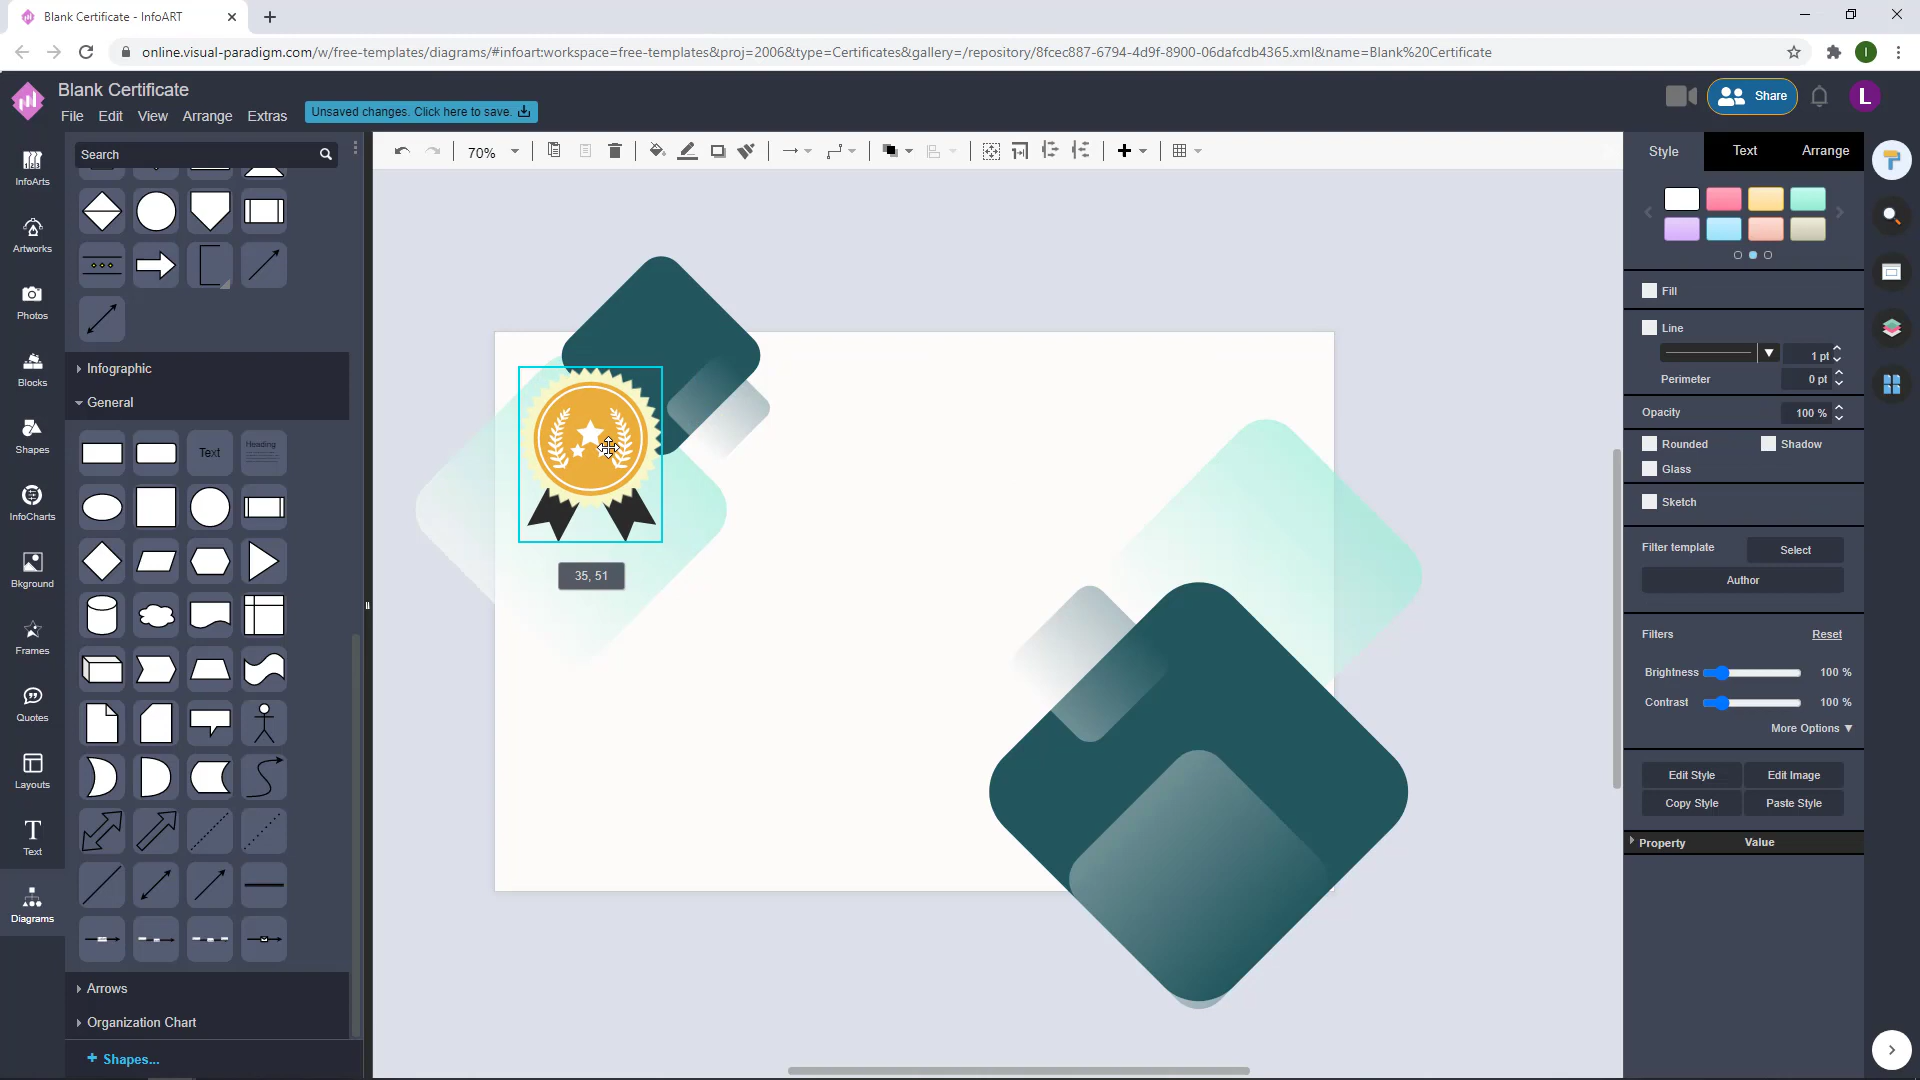 Blank Certificate - InfoART
online.visual-paradigm.com/w/free-templates/diagrams/#infoart:workspace=free-templates&proj=2006&type=Certificates&gallery=/repository/8fcec887-6794-4d9f-8900-06dafcdb4365.xml&name=Blank%20Certificate
I
Blank Certificate
File Edit View Arrange Extras
Unsaved changes. Click here to save.
Share
L
InfoArts
Artworks
Photos
Blocks
Shapes
InfoCharts
Bkground
Frames
Quotes
Layouts
Text
Diagrams
Search
Infographic
General
Text
Heading
Arrows
Organization Chart
+ Shapes...
70%
35, 51
Style Text Arrange
Fill
Line
1 pt
Perimeter 0 pt
Opacity 100 %
Rounded Shadow
Glass
Sketch
Filter template Select
Author
Filters Reset
Brightness 100 %
Contrast 100 %
More Options ▼
Edit Style Edit Image
Copy Style Paste Style
Property Value